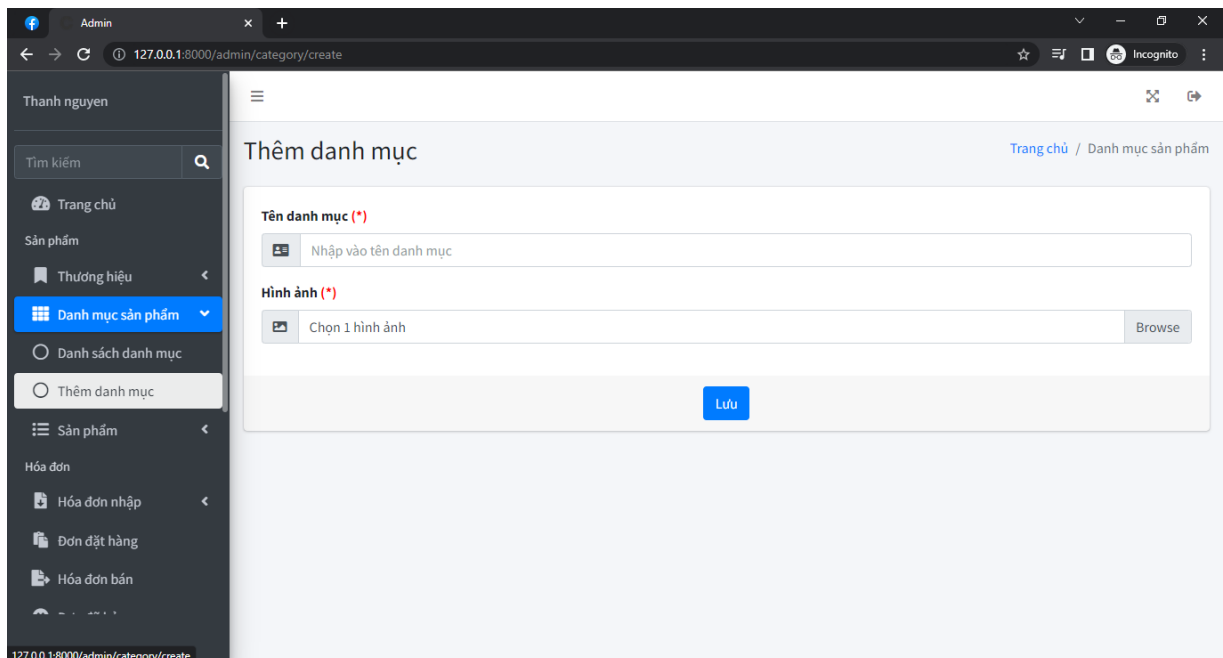 Admin
127.0.0.1:8000/admin/category/create
Incognito
Thanh nguyen
Tìm kiếm
Trang chủ
Sản phẩm
Thương hiệu
Danh mục sản phẩm
Danh sách danh mục
Thêm danh mục
Sản phẩm
Hóa đơn
Hóa đơn nhập
Đơn đặt hàng
Hóa đơn bán
Thêm danh mục
Trang chủ / Danh mục sản phẩm
Tên danh mục (*)
Nhập vào tên danh mục
Hình ảnh (*)
Chọn 1 hình ảnh
Browse
Lưu
127.0.0.1:8000/admin/category/create